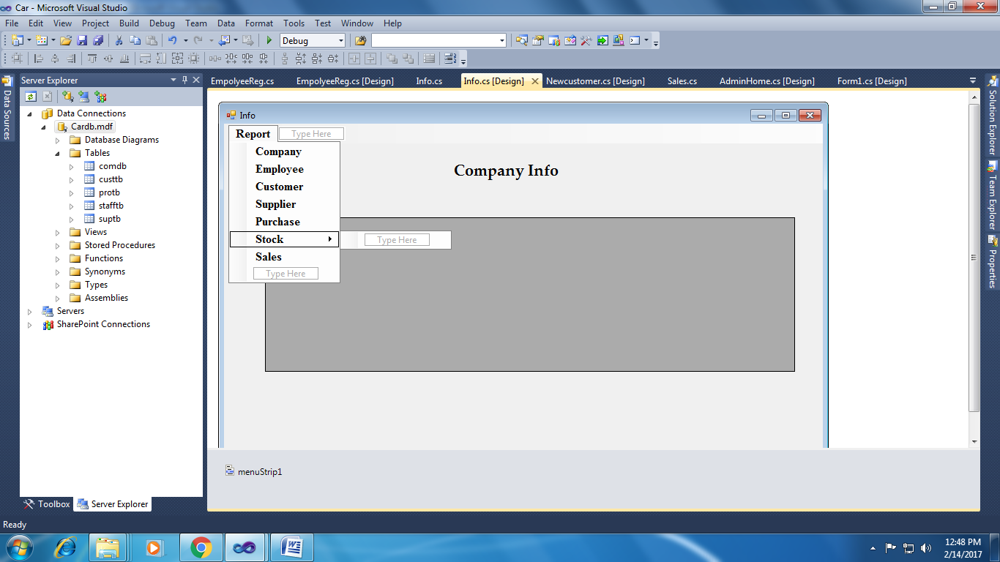 Car - Microsoft Visual Studio
File Edit View Project Build Debug Team Data Format Tools Test Window Help
Debug
Server Explorer
EmpolyeeReg.cs EmpolyeeReg.cs [Design] Info.cs Info.cs [Design] Newcustomer.cs [Design] Sales.cs AdminHome.cs [Design] Form1.cs [Design]
Data Sources
Data Connections
Cardb.mdf
Database Diagrams
Tables
comdb
custtb
protb
stafftb
suptb
Views
Stored Procedures
Functions
Synonyms
Types
Assemblies
Servers
SharePoint Connections
Toolbox Server Explorer
Info
Report Type Here
Company
Employee
Customer
Supplier
Purchase
Stock Type Here
Sales
Type Here
Company Info
menuStrip1
Solution Explorer
Team Explorer
Properties
Ready
12:48 PM
2/14/2017